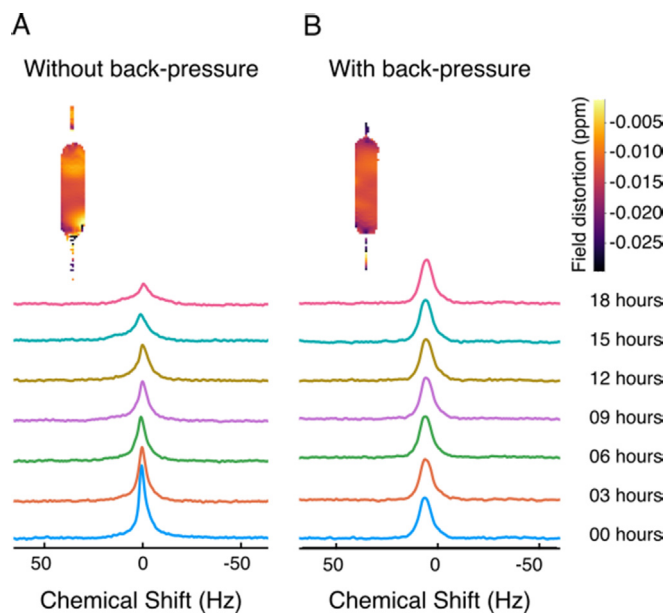 A
B
Without back-pressure
With back-pressure
Field distortion (ppm)
-0.005
-0.010
-0.015
-0.020
-0.025
18 hours
15 hours
12 hours
09 hours
06 hours
03 hours
00 hours
50
0
-50
50
0
-50
Chemical Shift (Hz)
Chemical Shift (Hz)